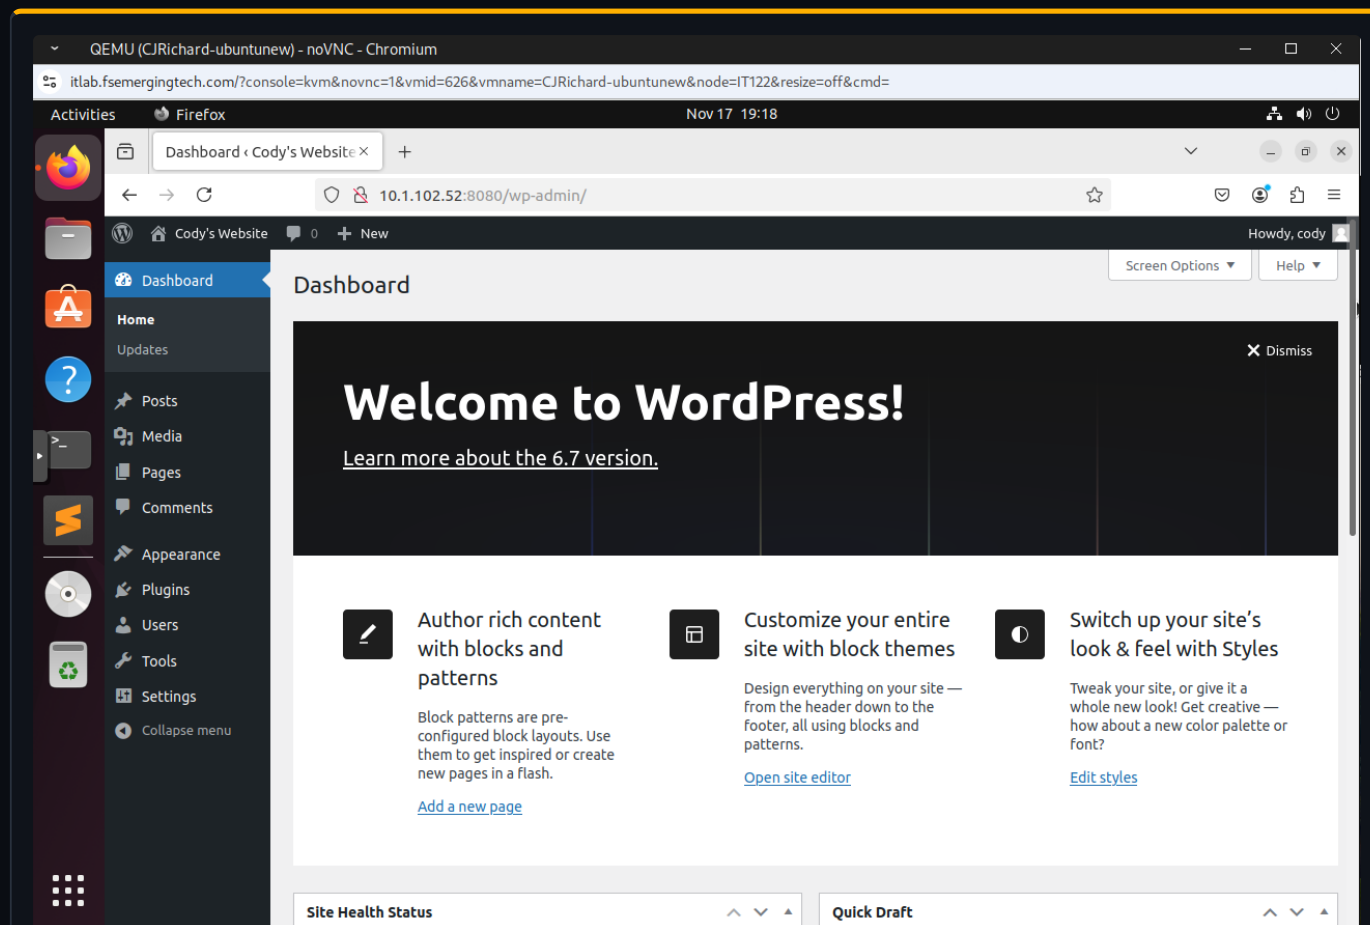 QEMU (CJRichard-ubuntunew) - noVNC - Chromium
itlab.fsemergingtech.com/?console=kvm&novnc=1&vmid=626&vmname=CJRichard-ubuntunew&node=IT122&resize=off&cmd=
Activities Firefox Nov 17 19:18
Dashboard ‹ Cody's Website
10.1.102.52:8080/wp-admin/
Cody's Website 0 New Howdy, cody
Screen Options Help
Dashboard
Home
Updates
Posts
Media
Pages
Comments
Appearance
Plugins
Users
Tools
Settings
Collapse menu
Dashboard
Dismiss
Welcome to WordPress!
Learn more about the 6.7 version.
Author rich content
with blocks and
patterns
Block patterns are pre-
configured block layouts. Use
them to get inspired or create
new pages in a flash.
Add a new page
Customize your entire
site with block themes
Design everything on your site —
from the header down to the
footer, all using blocks and
patterns.
Open site editor
Switch up your site’s
look & feel with Styles
Tweak your site, or give it a
whole new look! Get creative —
how about a new color palette or
font?
Edit styles
Site Health Status
Quick Draft